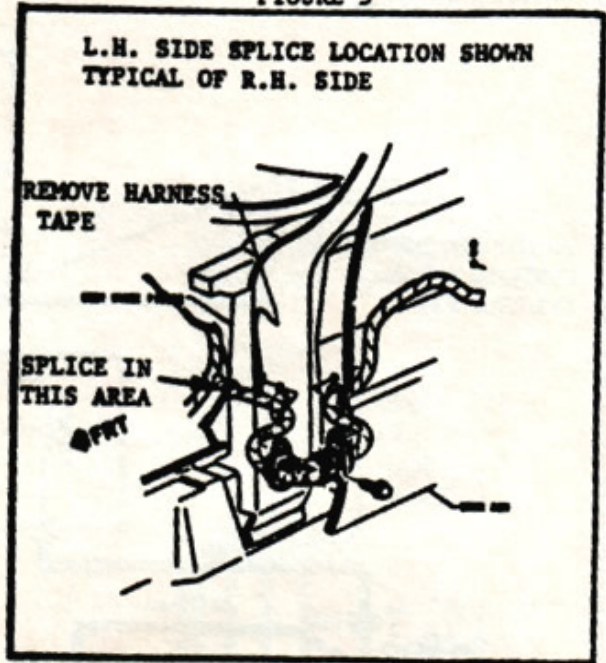 L.H. SIDE SPLICE LOCATION SHOWN
TYPICAL OF R.H. SIDE
REMOVE HARNESS
TAPE
SPLICE IN
THIS AREA
FRT